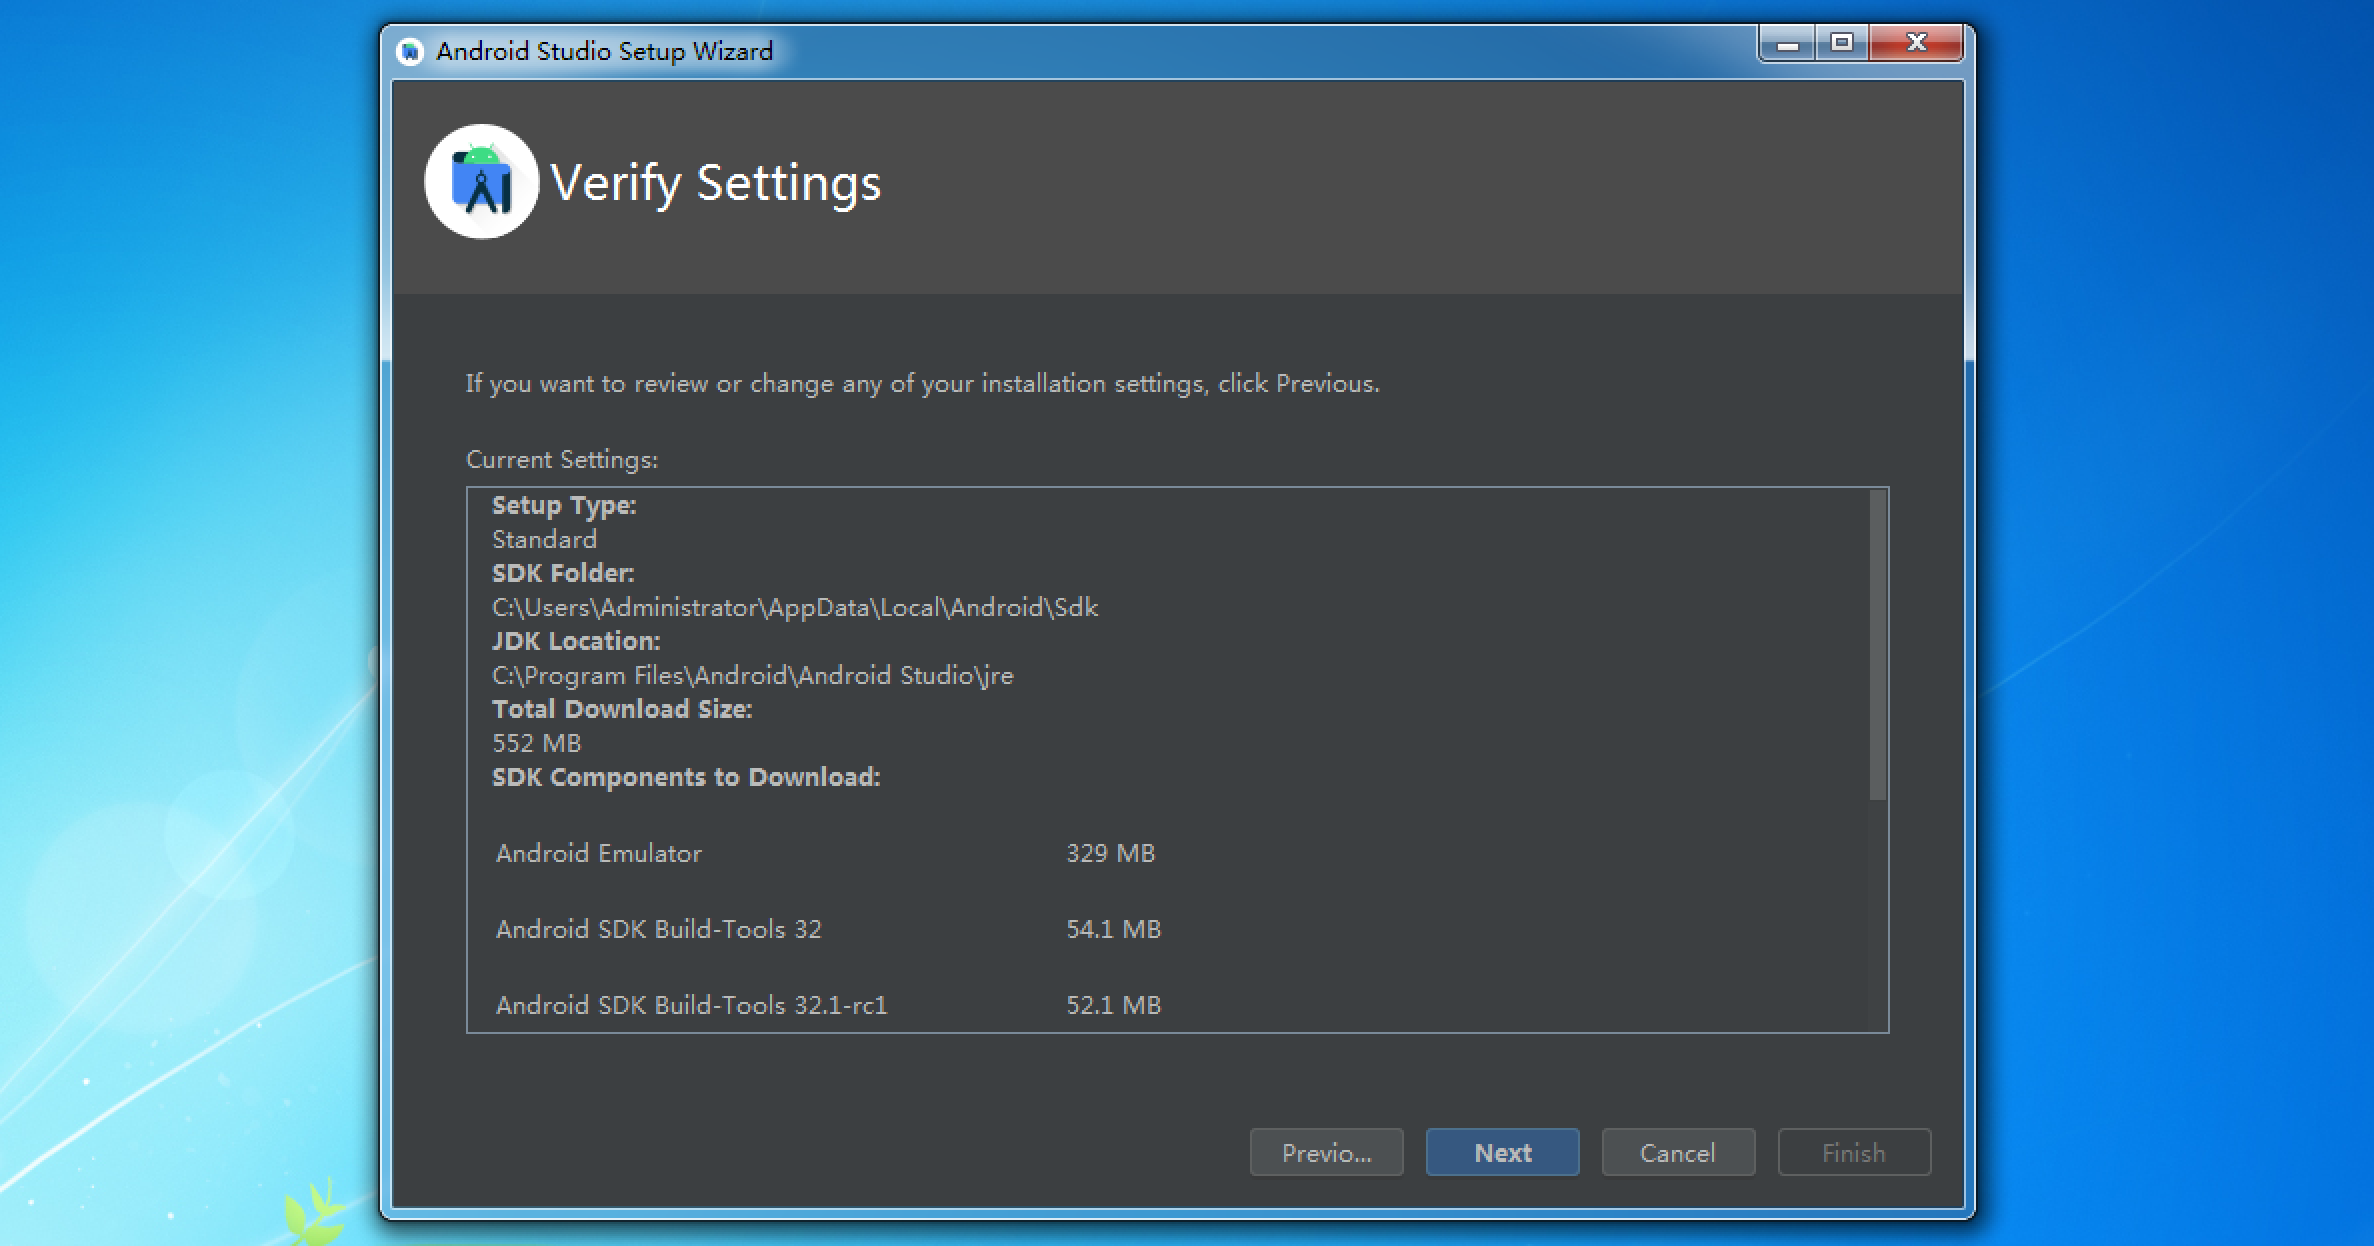 Android Studio Setup Wizard
Verify Settings
If you want to review or change any of your installation settings, click Previous.
Current Settings:
Setup Type:
Standard
SDK Folder:
C:\Users\Administrator\AppData\Local\Android\Sdk
JDK Location:
C:\Program Files\Android\Android Studio\jre
Total Download Size:
552 MB
SDK Components to Download:
Android Emulator 329 MB
Android SDK Build-Tools 32 54.1 MB
Android SDK Build-Tools 32.1-rc1 52.1 MB
Previo... Next Cancel Finish